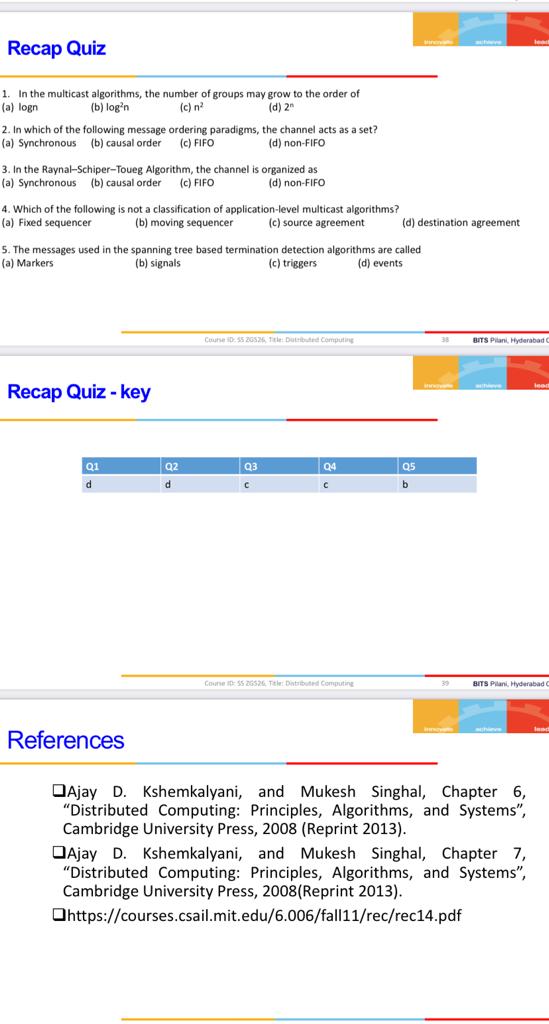 innovate achieve lead
Recap Quiz
1. In the multicast algorithms, the number of groups may grow to the order of
(a) logn (b) log²n (c) n² (d) 2ⁿ
2. In which of the following message ordering paradigms, the channel acts as a set?
(a) Synchronous (b) causal order (c) FIFO (d) non-FIFO
3. In the Raynal–Schiper–Toueg Algorithm, the channel is organized as
(a) Synchronous (b) causal order (c) FIFO (d) non-FIFO
4. Which of the following is not a classification of application-level multicast algorithms?
(a) Fixed sequencer (b) moving sequencer (c) source agreement (d) destination agreement
5. The messages used in the spanning tree based termination detection algorithms are called
(a) Markers (b) signals (c) triggers (d) events
Course ID: SS ZG526, Title: Distributed Computing 38 BITS Pilani, Hyderabad C
innovate achieve lead
Recap Quiz - key
Q1 Q2 Q3 Q4 Q5
d d c c b
Course ID: SS ZG526, Title: Distributed Computing 39 BITS Pilani, Hyderabad C
innovate achieve lead
References
❑Ajay D. Kshemkalyani, and Mukesh Singhal, Chapter 6,
“Distributed Computing: Principles, Algorithms, and Systems”,
Cambridge University Press, 2008 (Reprint 2013).
❑Ajay D. Kshemkalyani, and Mukesh Singhal, Chapter 7,
“Distributed Computing: Principles, Algorithms, and Systems”,
Cambridge University Press, 2008(Reprint 2013).
❑https://courses.csail.mit.edu/6.006/fall11/rec/rec14.pdf